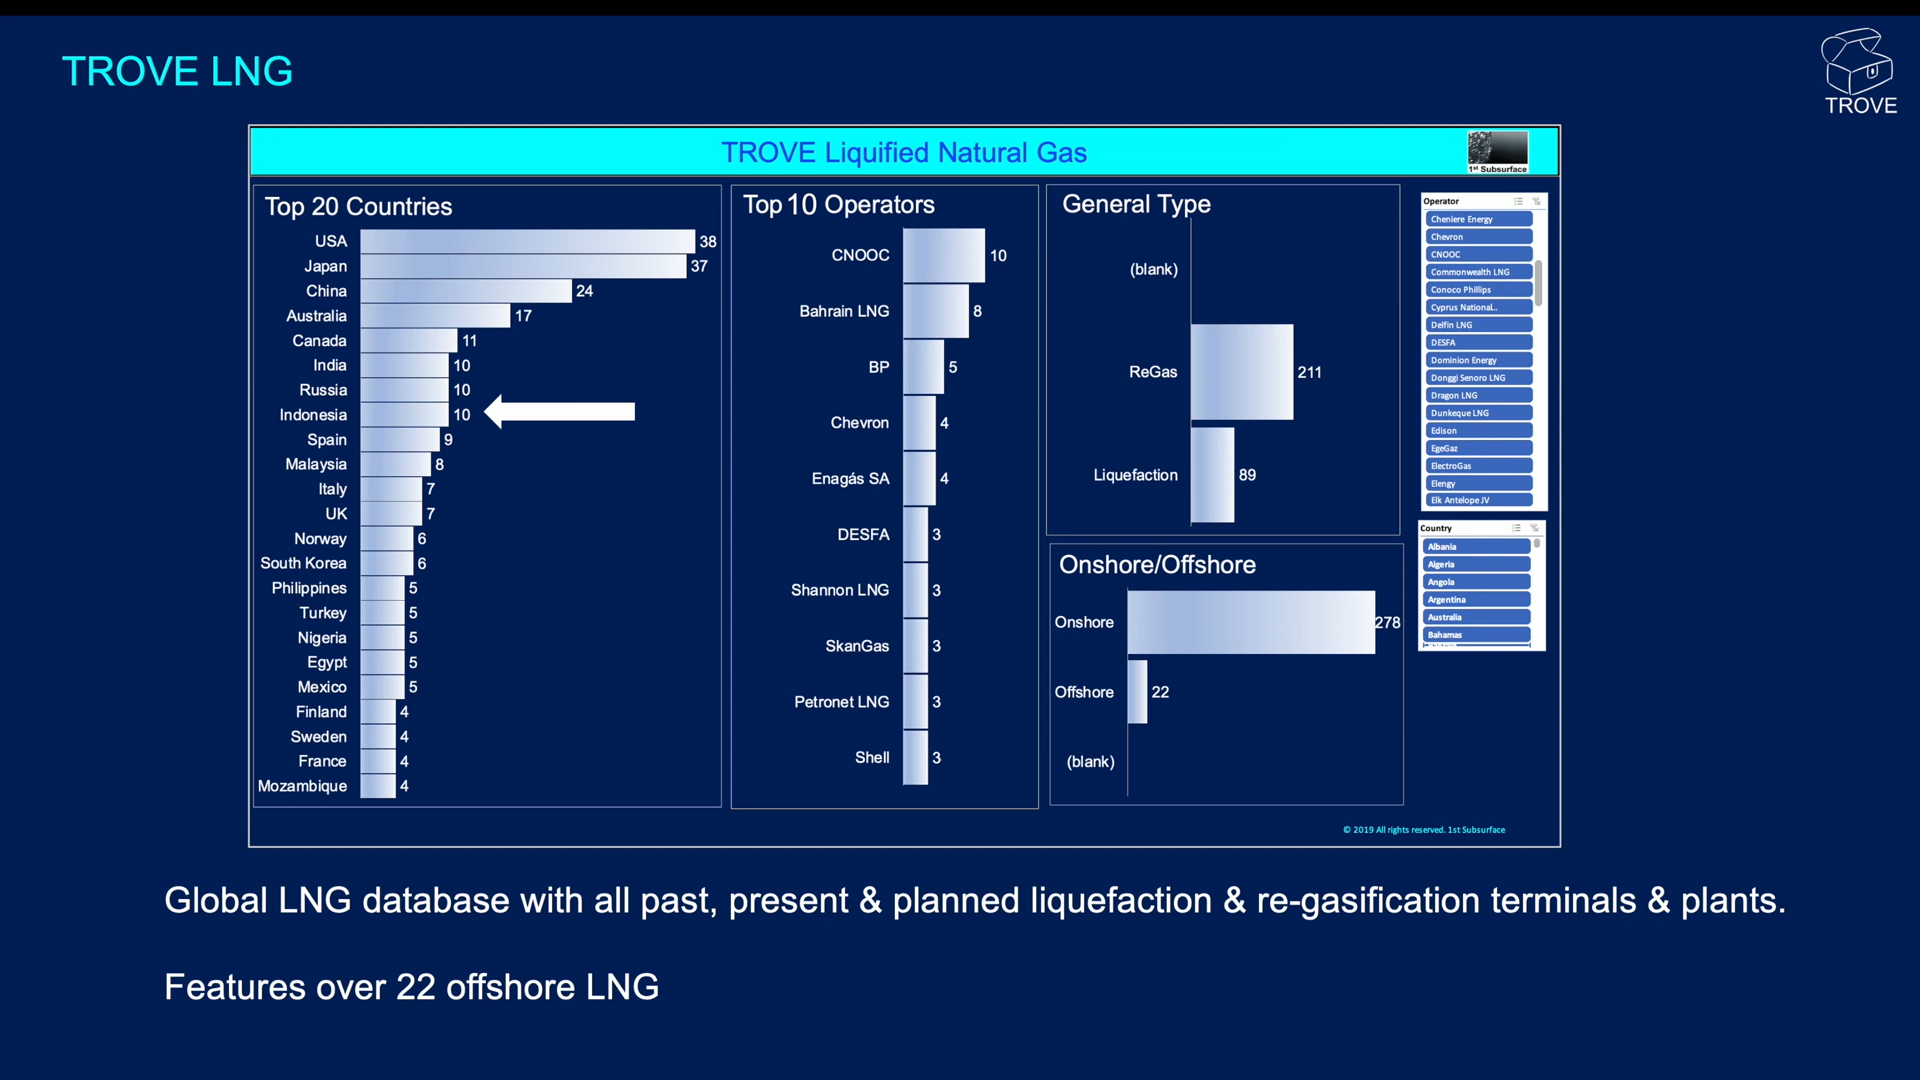 TROVE LNG
TROVE
TROVE Liquified Natural Gas
1st Subsurface
Top 20 Countries
USA 38
Japan 37
China 24
Australia 17
Canada 11
India 10
Russia 10
Indonesia 10
Spain 9
Malaysia 8
Italy 7
UK 7
Norway 6
South Korea 6
Philippines 5
Turkey 5
Nigeria 5
Egypt 5
Mexico 5
Finland 4
Sweden 4
France 4
Mozambique 4
Top 10 Operators
CNOOC 10
Bahrain LNG 8
BP 5
Chevron 4
Enagás SA 4
DESFA 3
Shannon LNG 3
SkanGas 3
Petronet LNG 3
Shell 3
General Type
(blank)
ReGas 211
Liquefaction 89
Onshore/Offshore
Onshore 278
Offshore 22
(blank)
Operator
Cheniere Energy
Chevron
CNOOC
Commonwealth LNG
Conoco Phillips
Cyprus National..
Delfin LNG
DESFA
Dominion Energy
Donggi Senoro LNG
Dragon LNG
Dunkeque LNG
Edison
EgeGaz
ElectroGas
Elengy
Elk Antelope JV
Country
Albania
Algeria
Angola
Argentina
Australia
Bahamas
© 2019 All rights reserved. 1st Subsurface
Global LNG database with all past, present & planned liquefaction & re-gasification terminals & plants.
Features over 22 offshore LNG